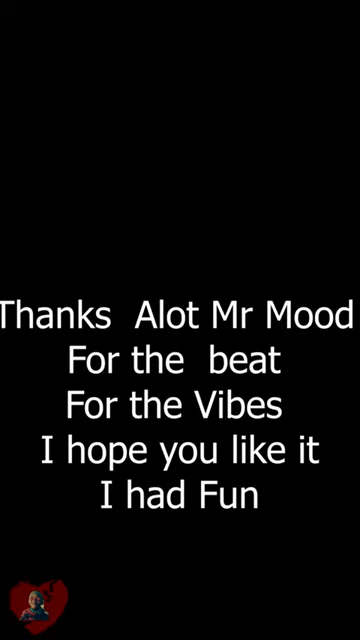 Thanks  Alot Mr Mood
For the  beat
For the Vibes
I hope you like it
I had Fun